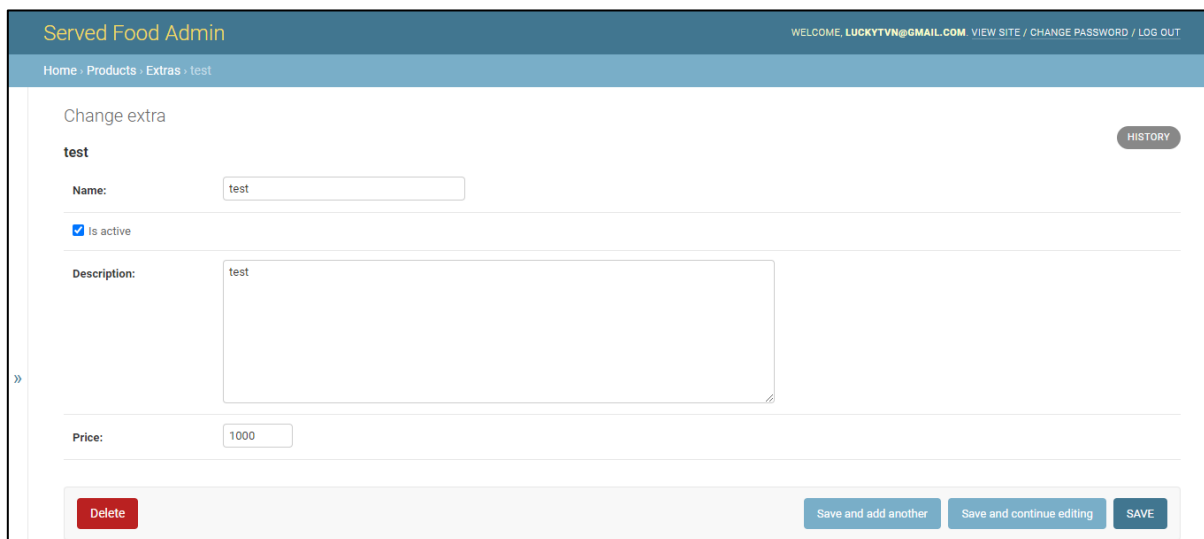 Served Food Admin
WELCOME, LUCKYTVN@GMAIL.COM. VIEW SITE / CHANGE PASSWORD / LOG OUT
Home › Products › Extras › test
Change extra
HISTORY
test
Name:
test
Is active
Description:
test
»
Price:
1000
Delete
Save and add another
Save and continue editing
SAVE